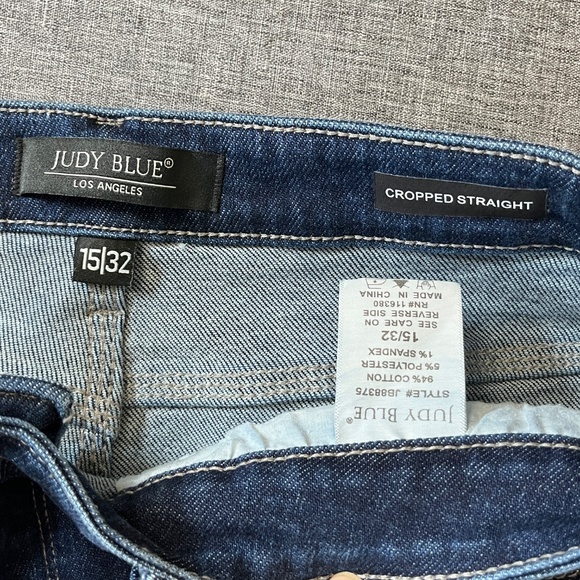 JUDY BLUE®
LOS ANGELES
CROPPED STRAIGHT
15|32
JUDY BLUE®
STYLE# JB88375
94% COTTON
5% POLYESTER
1% SPANDEX
15/32
SEE CARE ON
REVERSE SIDE
RN# 116380
MADE IN CHINA